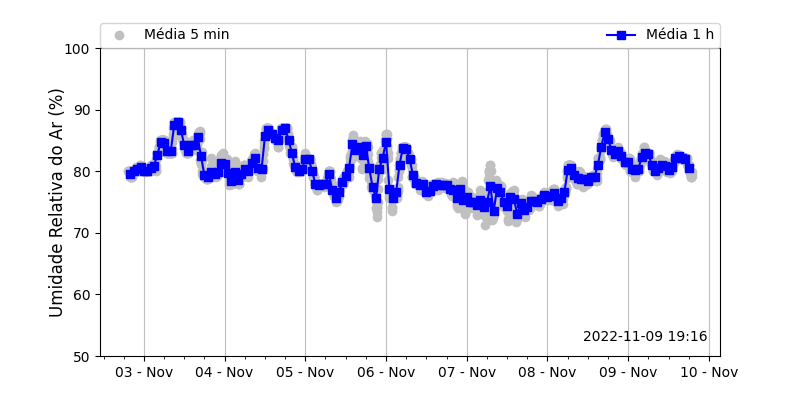 Média 5 min
Média 1 h
Umidade Relativa do Ar (%)
100
90
80
70
60
50
2022-11-09 19:16
03 - Nov
04 - Nov
05 - Nov
06 - Nov
07 - Nov
08 - Nov
09 - Nov
10 - Nov